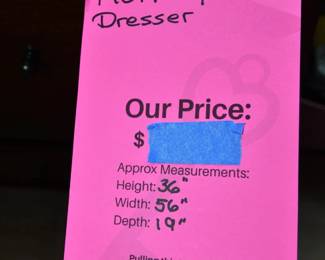 Dresser
Our Price:
$
Approx Measurements:
Height: 36"
Width: 56"
Depth: 19"